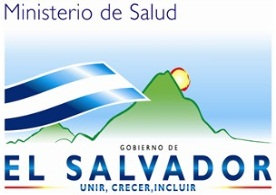 Ministerio de Salud
GOBIERNO DE
EL SALVADOR
UNIR, CRECER,INCLUIR